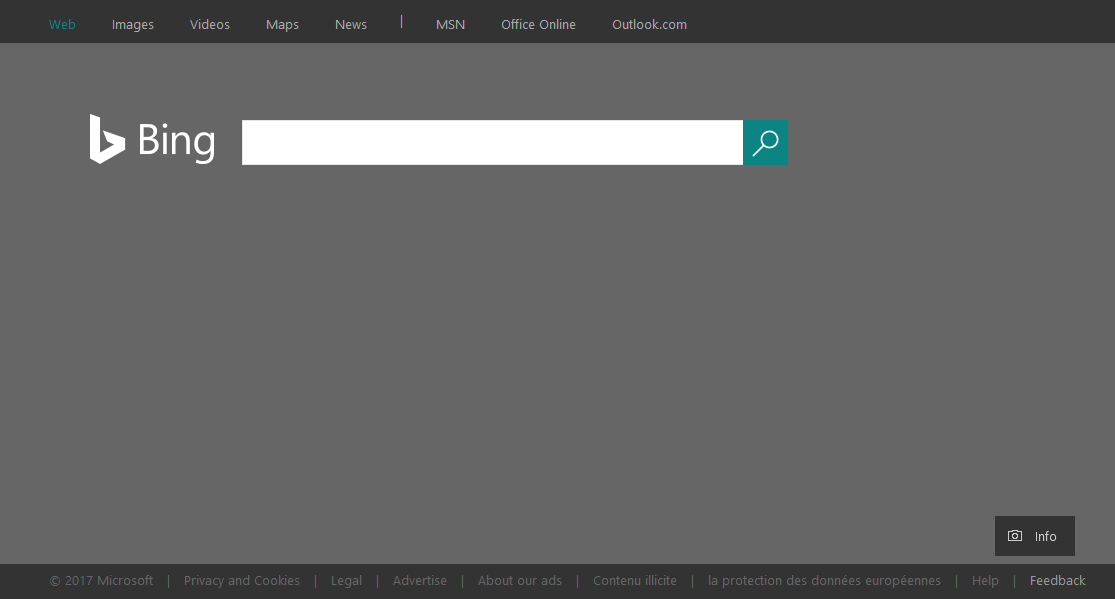 Web Images Videos Maps News | MSN Office Online Outlook.com
Bing
Info
© 2017 Microsoft | Privacy and Cookies | Legal | Advertise | About our ads | Contenu illicite | la protection des données européennes | Help | Feedback